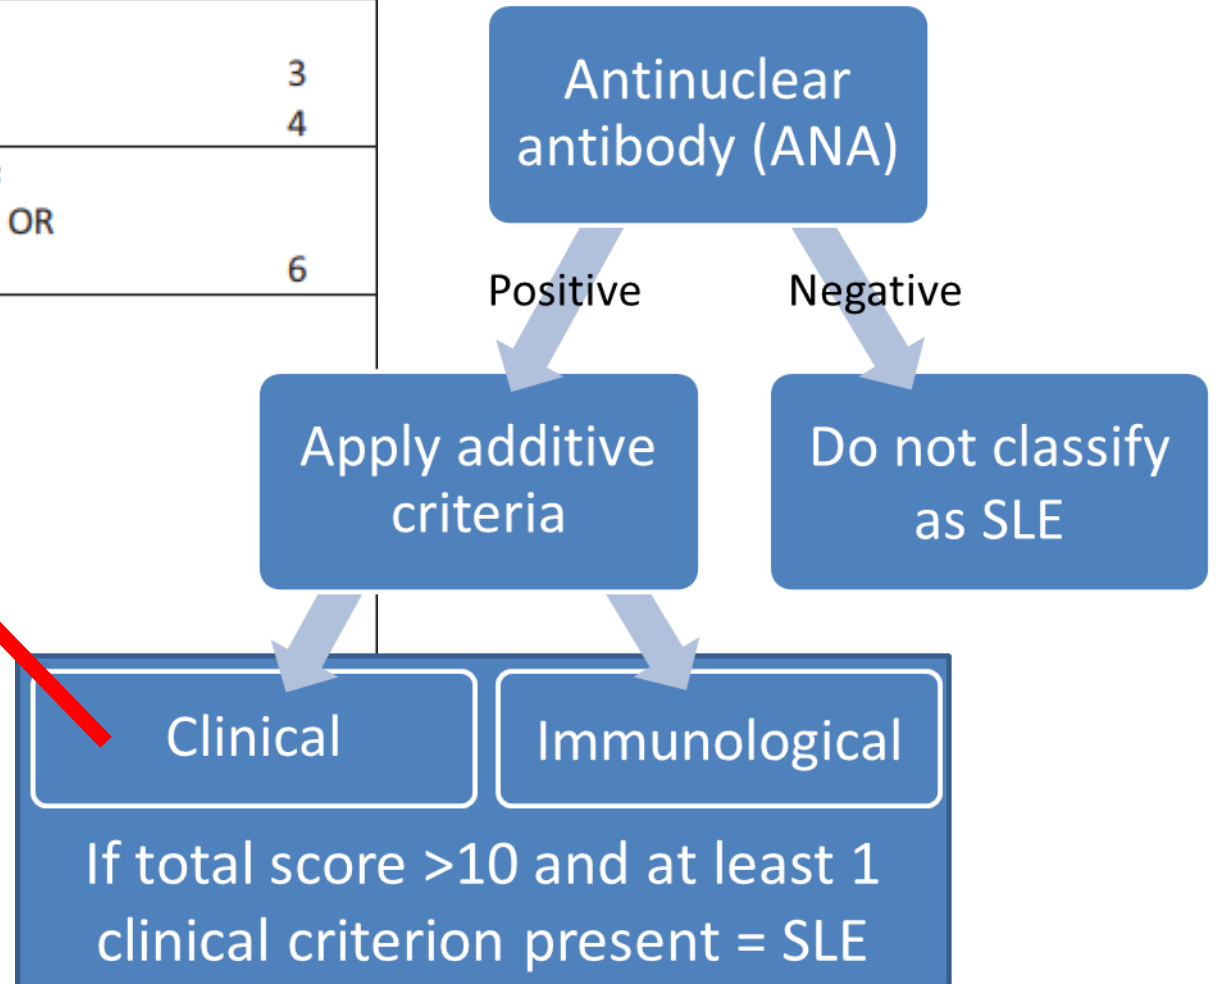 3
4
OR
6
Antinuclear
antibody (ANA)
Positive
Negative
Apply additive
criteria
Do not classify
as SLE
Clinical
Immunological
If total score >10 and at least 1
clinical criterion present = SLE